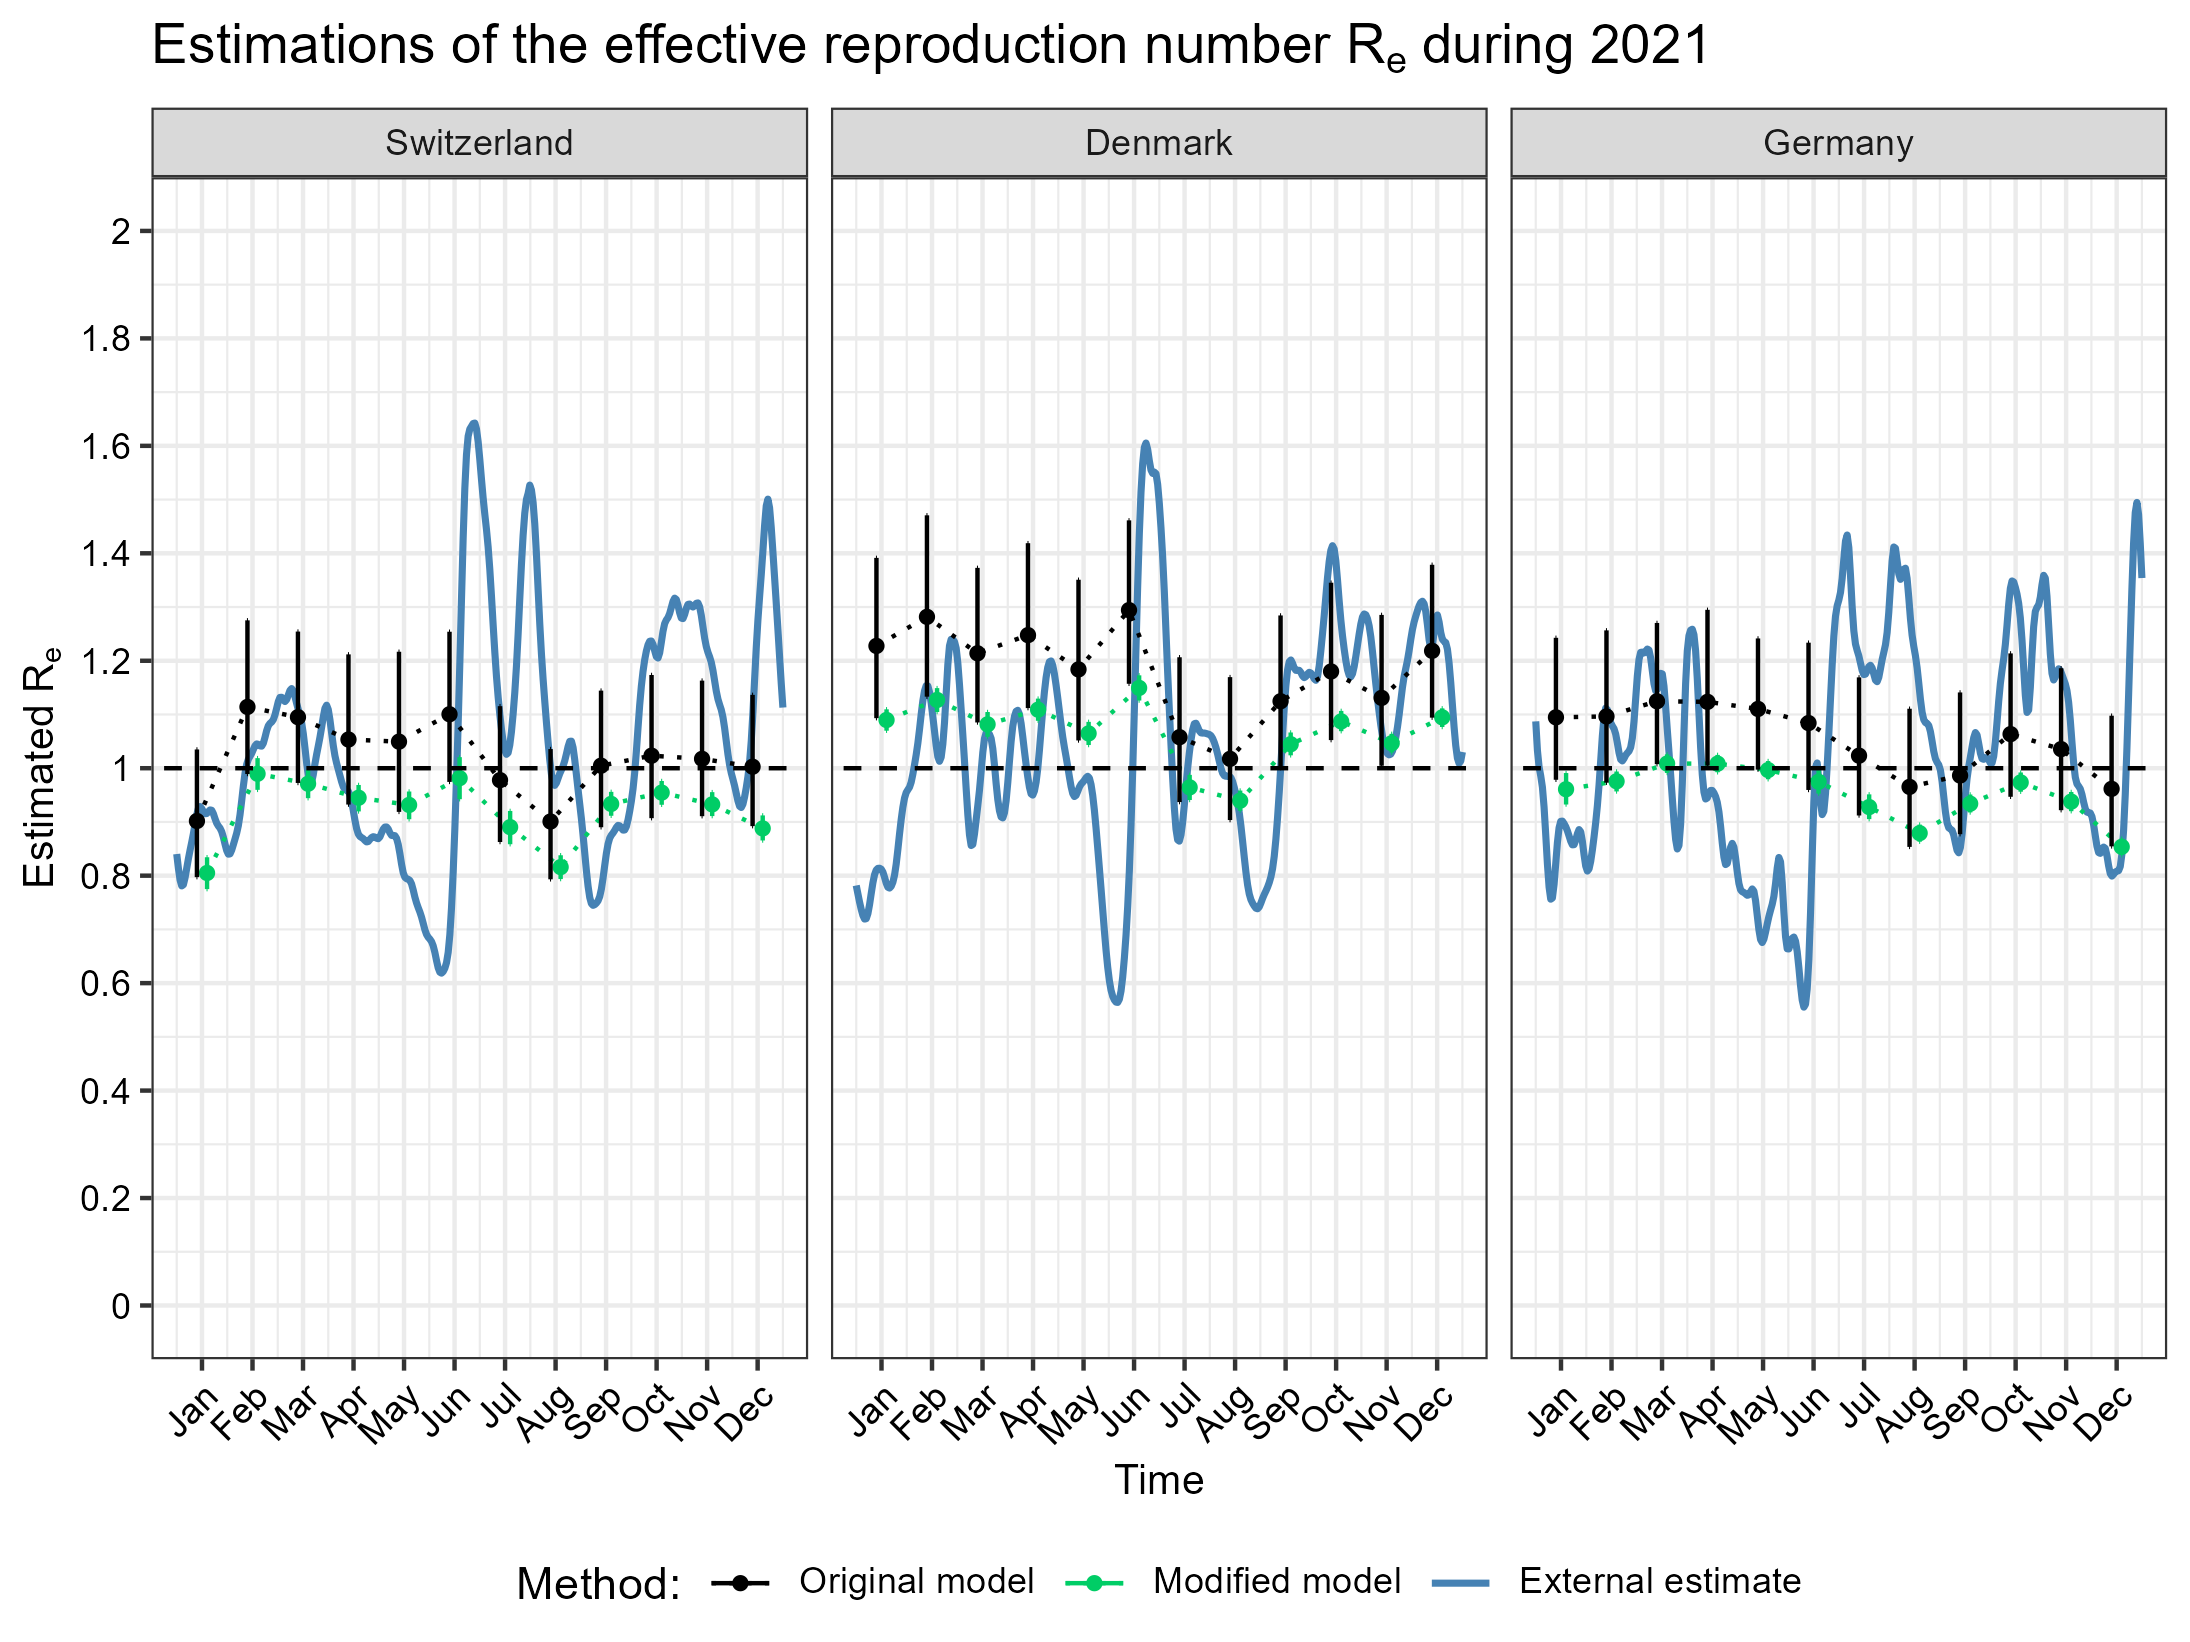 Estimations of the effective reproduction number Re during 2021
Switzerland
Denmark
Germany
Estimated Re
2
1.8
1.6
1.4
1.2
1
0.8
0.6
0.4
0.2
0
Jan Feb Mar Apr May Jun Jul Aug Sep Oct Nov Dec
Jan Feb Mar Apr May Jun Jul Aug Sep Oct Nov Dec
Jan Feb Mar Apr May Jun Jul Aug Sep Oct Nov Dec
Time
Method: Original model Modified model External estimate